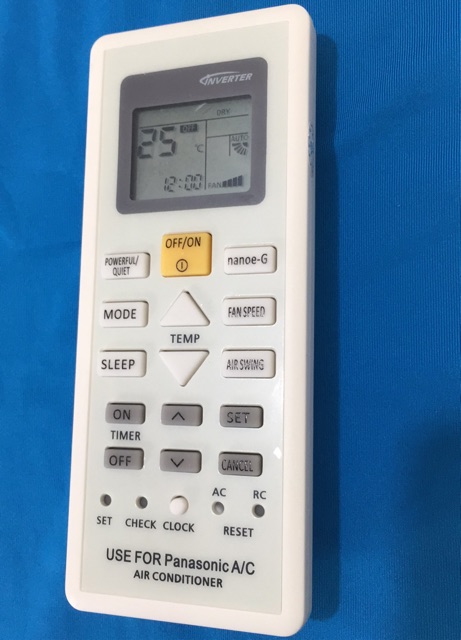 INVERTER
DRY
25 OFF °C
AUTO
12:00 FAN
OFF/ON
POWERFUL/
QUIET
nanoe-G
MODE
FAN SPEED
TEMP
SLEEP
AIR SWING
ON
SET
TIMER
OFF
CANCEL
AC RC
SET CHECK CLOCK RESET
USE FOR Panasonic A/C
AIR CONDITIONER